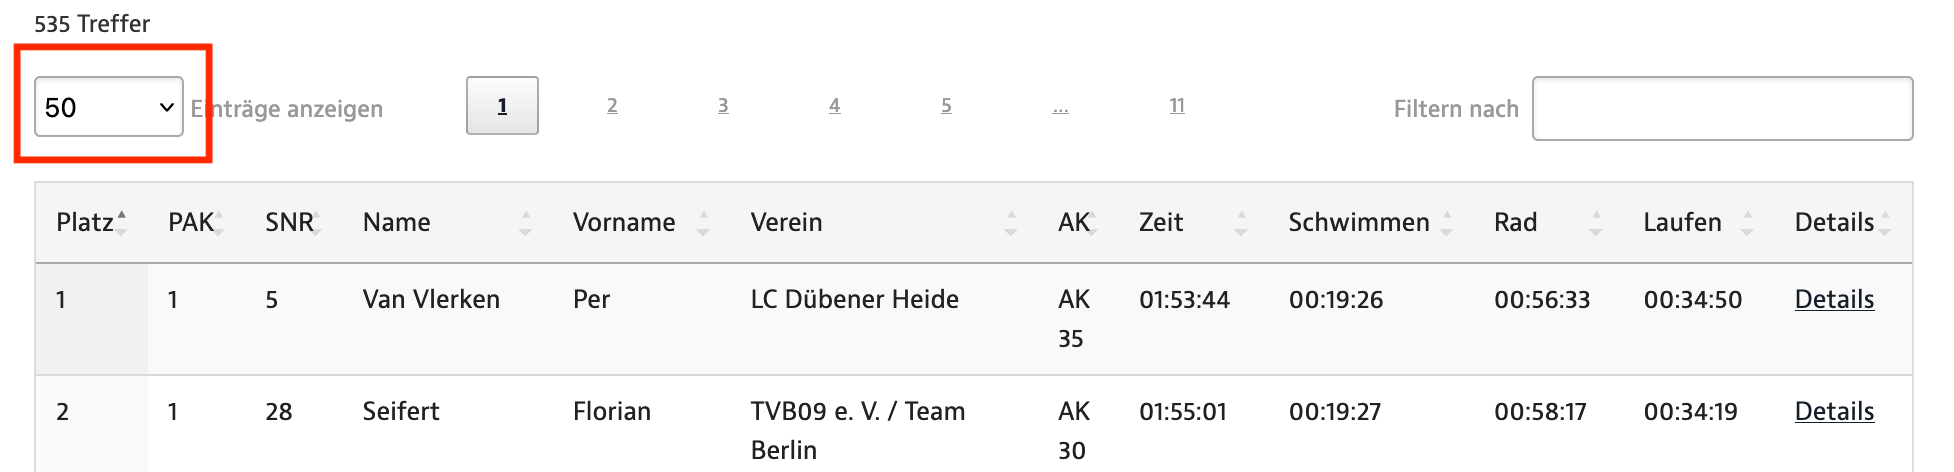 535 Treffer
50 Einträge anzeigen 1 2 3 4 5 ... 11 Filtern nach
Platz PAK SNR Name Vorname Verein AK Zeit Schwimmen Rad Laufen Details
1 1 5 Van Vlerken Per LC Dübener Heide AK 01:53:44 00:19:26 00:56:33 00:34:50 Details
35
2 1 28 Seifert Florian TVB09 e. V. / Team AK 01:55:01 00:19:27 00:58:17 00:34:19 Details
Berlin 30